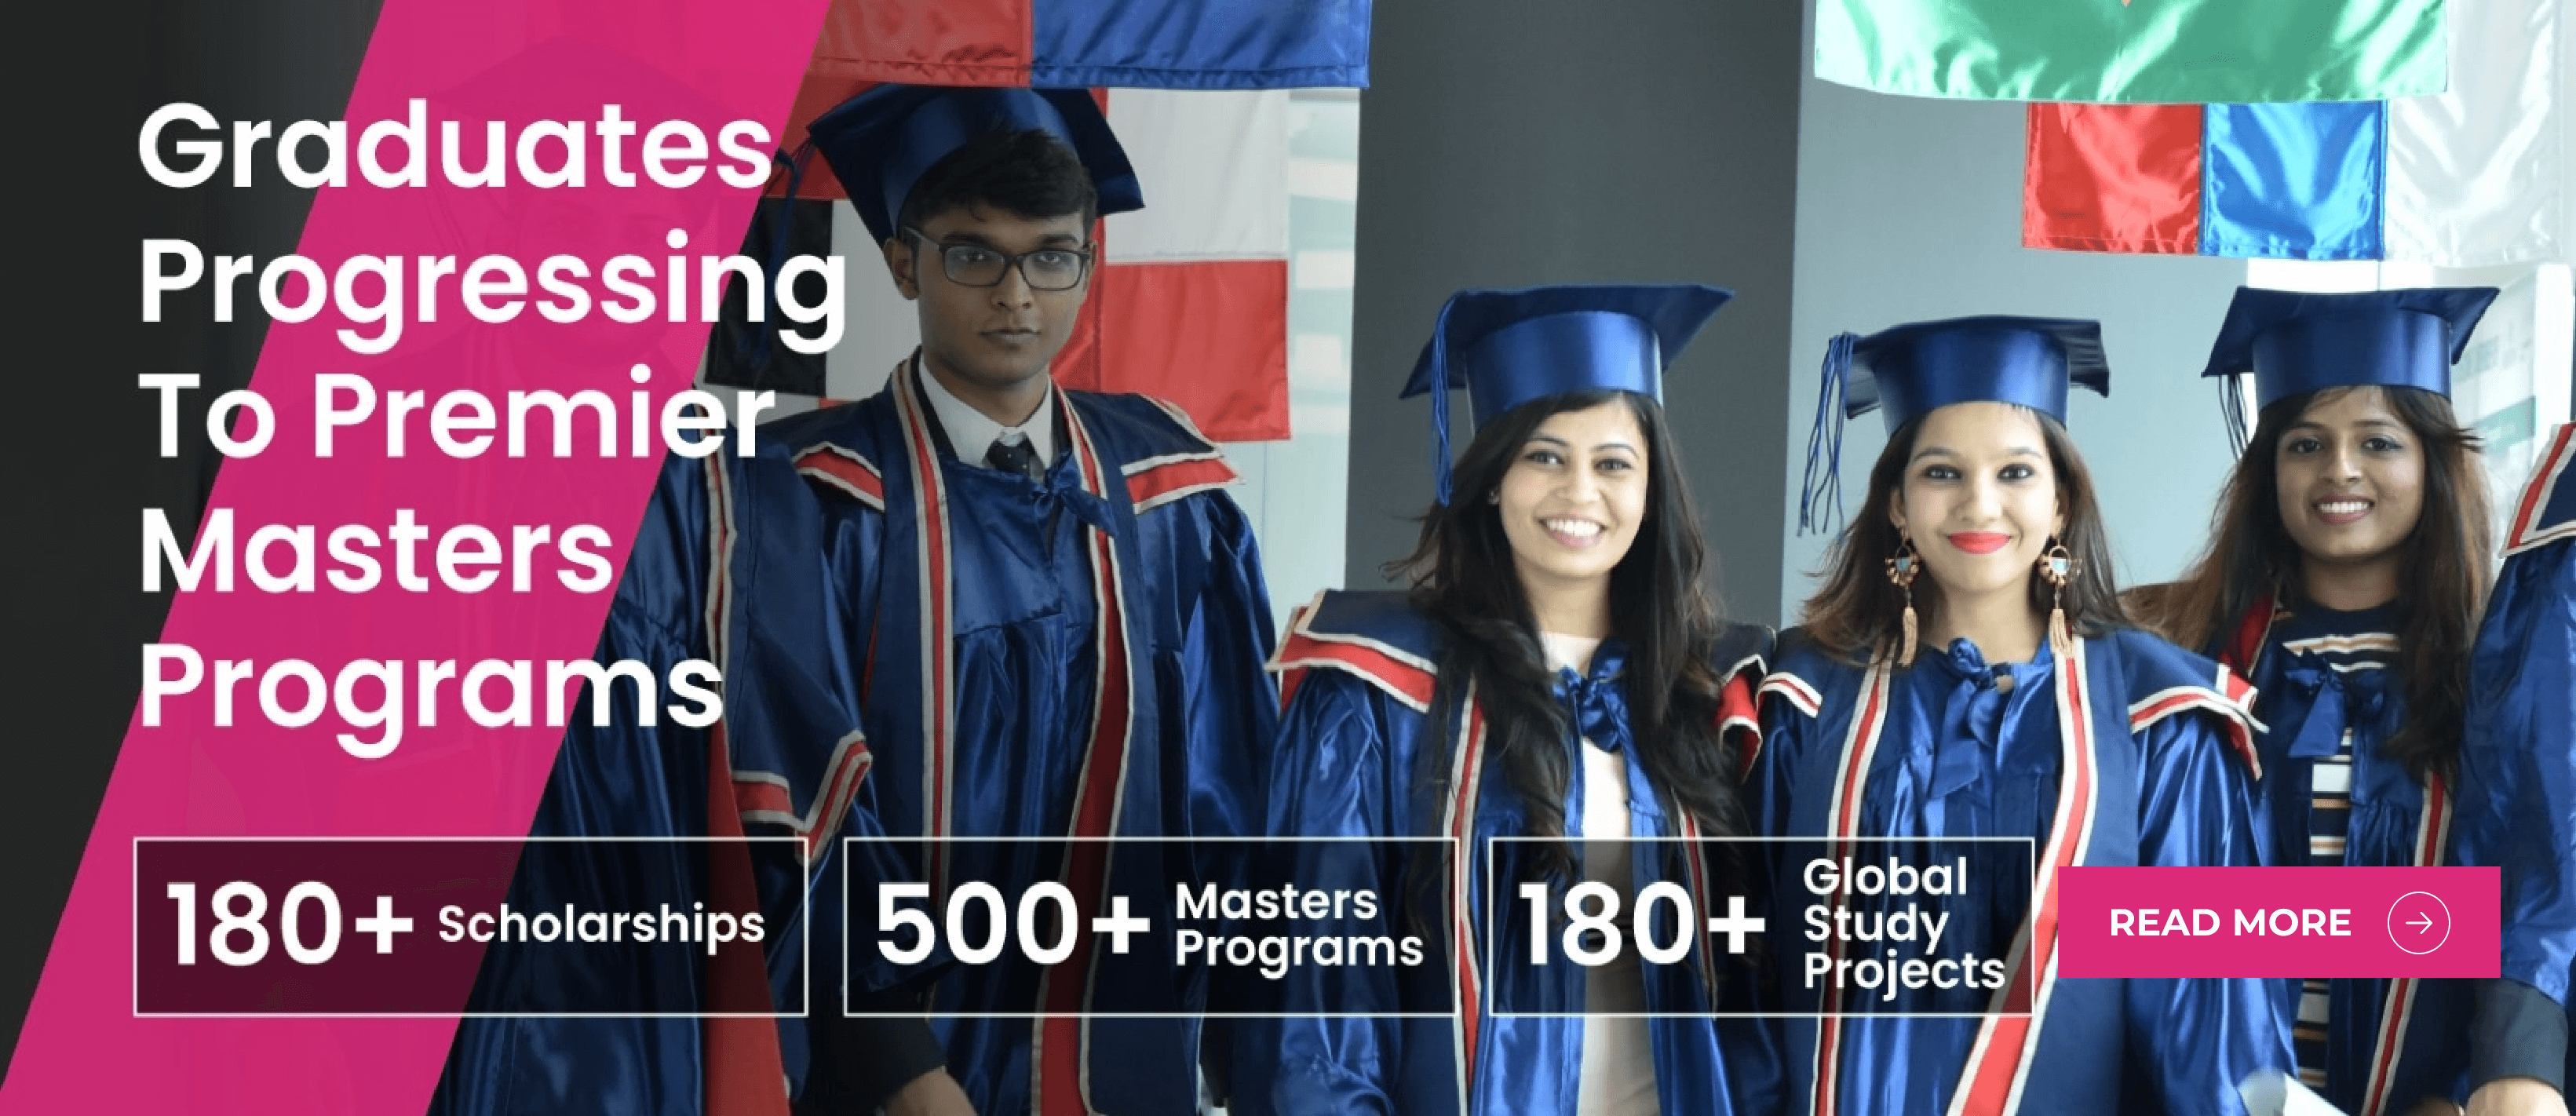 Graduates
Progressing
To Premier
Masters
Programs
180+ Scholarships
500+ Masters
Programs
180+ Global
Study
Projects
READ MORE